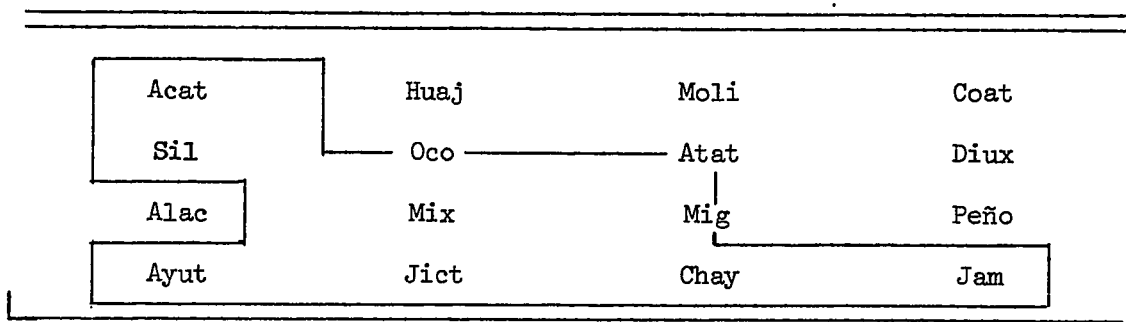 Acat Huaj Moli Coat
Sil Oco Atat Diux
Alac Mix Mig Peño
Ayut Jict Chay Jam